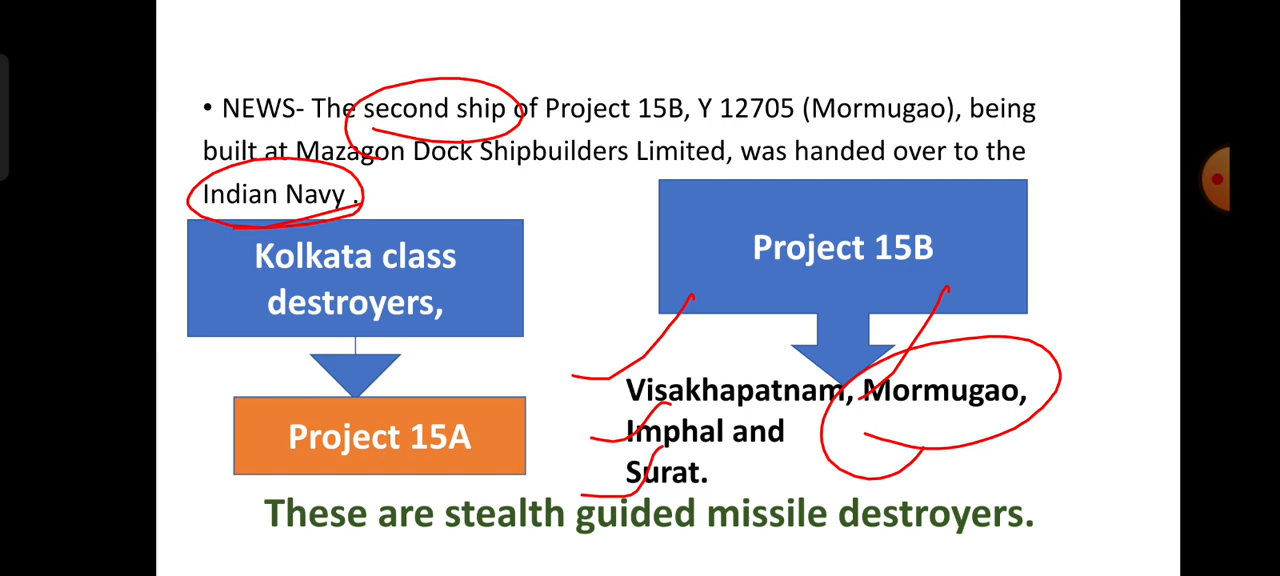 • NEWS- The second ship of Project 15B, Y 12705 (Mormugao), being
built at Mazagon Dock Shipbuilders Limited, was handed over to the
Indian Navy .
Kolkata class
destroyers,
Project 15A
Project 15B
Visakhapatnam, Mormugao,
Imphal and
Surat.
These are stealth guided missile destroyers.